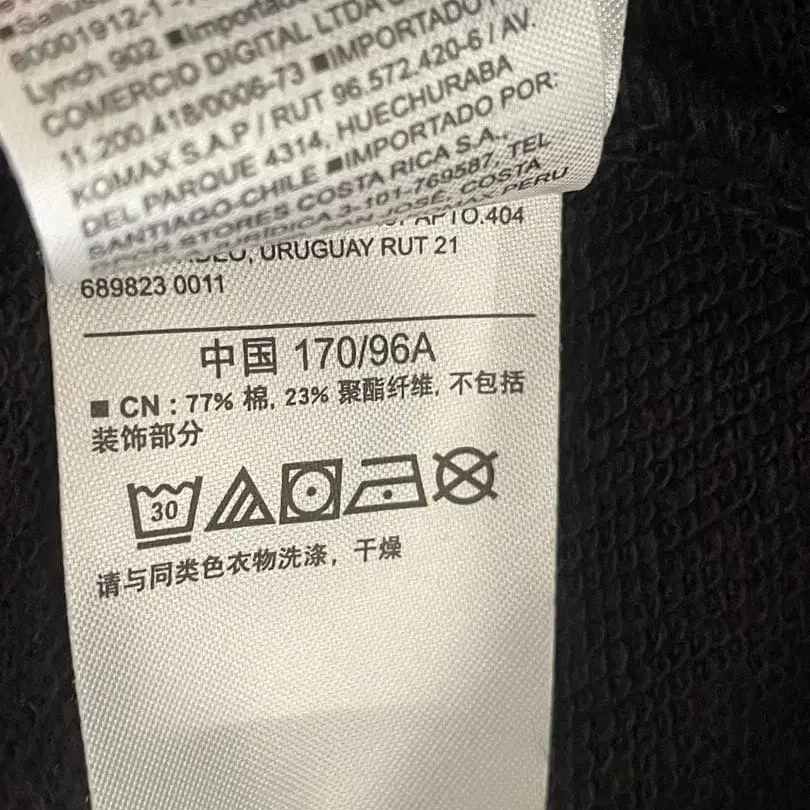 80001912-1
Lynch 902 ■Importado
COMERCIO DIGITAL LTDA
11.200.418/0006-73 ■IMPORTADO
KOMAX S.A.P / RUT 96.572.420-6 / AV.
DEL PARQUE 4314, HUECHURABA
SANTIAGO-CHILE ■IMPORTADO POR:
STORES COSTA RICA S.A.,
3-101-769587, TEL
SAN JOSÉ, COSTA
PERU
APTO.404
URUGUAY RUT 21
689823 0011
中国 170/96A
■ CN : 77% 棉, 23% 聚酯纤维, 不包括
装饰部分
30
请与同类色衣物洗涤，干燥